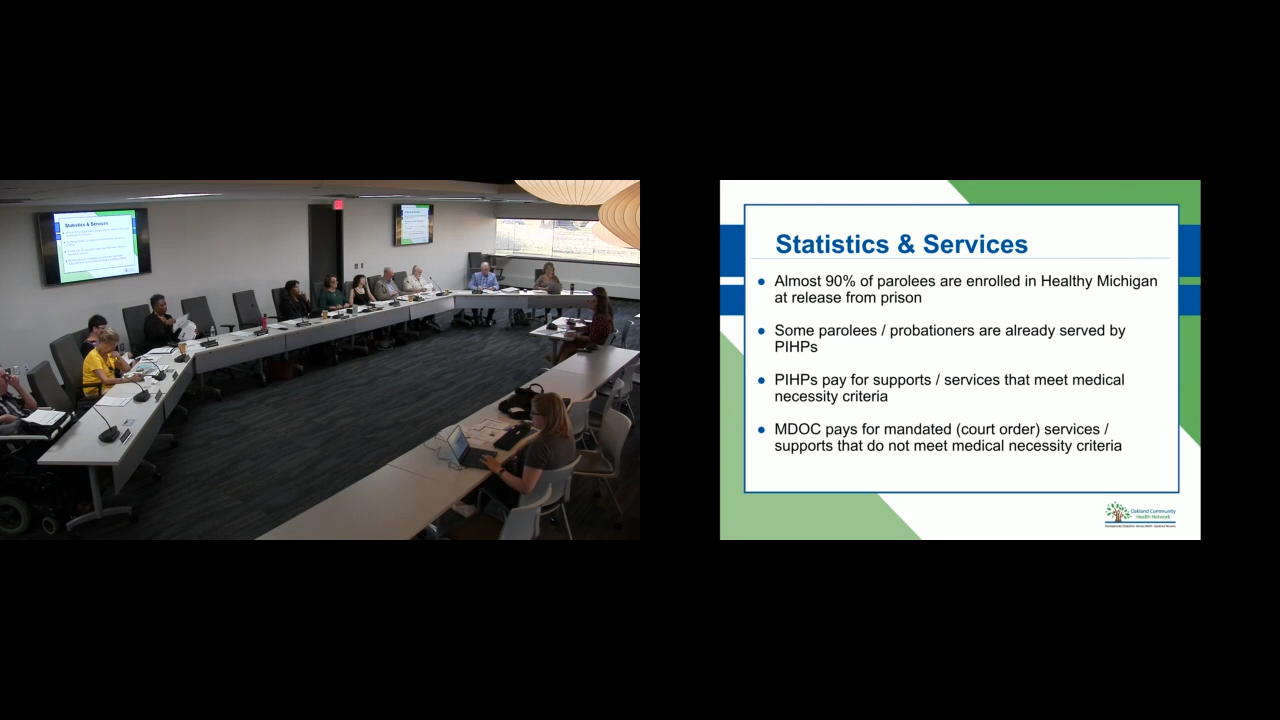 Statistics & Services
Statistics & Services
● Almost 90% of parolees are enrolled in Healthy Michigan
at release from prison
● Some parolees / probationers are already served by
PIHPs
● PIHPs pay for supports / services that meet medical
necessity criteria
● MDOC pays for mandated (court order) services /
supports that do not meet medical necessity criteria
Oakland Community
Health Network